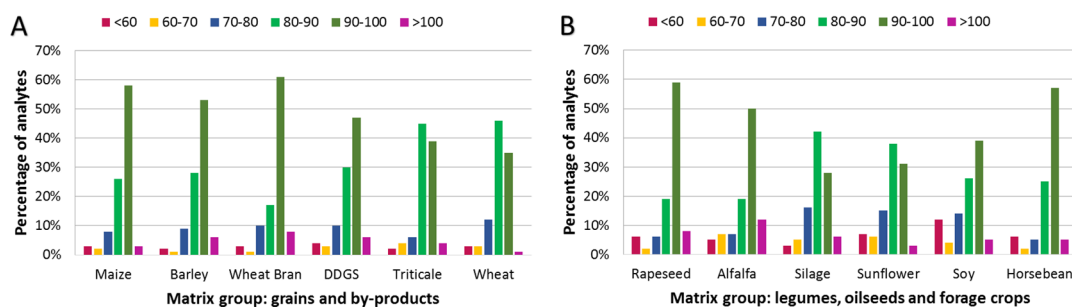 A
<60 60-70 70-80 80-90 90-100 >100
Percentage of analytes
70%
60%
50%
40%
30%
20%
10%
0%
Maize Barley Wheat Bran DDGS Triticale Wheat
Matrix group: grains and by-products
B
<60 60-70 70-80 80-90 90-100 >100
Percentage of analytes
70%
60%
50%
40%
30%
20%
10%
0%
Rapeseed Alfalfa Silage Sunflower Soy Horsebean
Matrix group: legumes, oilseeds and forage crops